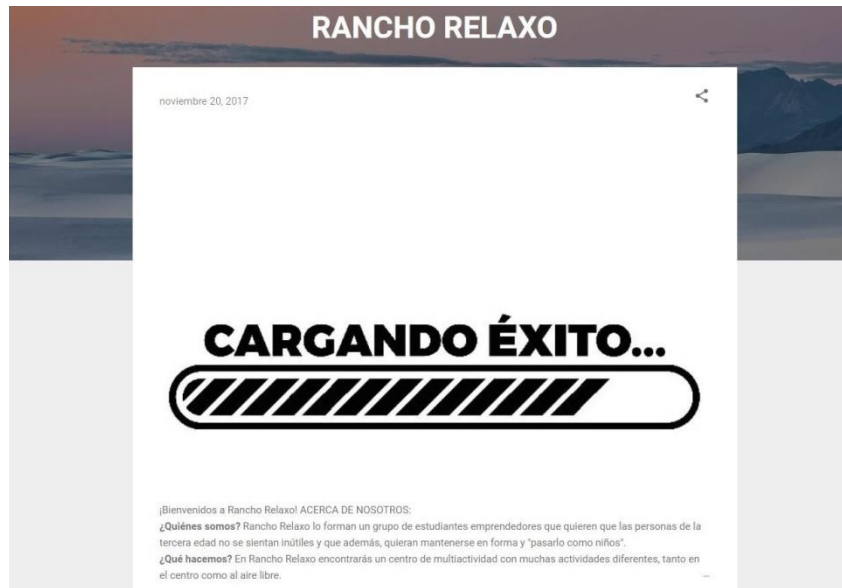 RANCHO RELAXO
noviembre 20, 2017
CARGANDO ÉXITO...
¡Bienvenidos a Rancho Relaxo! ACERCA DE NOSOTROS:
¿Quiénes somos? Rancho Relaxo lo forman un grupo de estudiantes emprendedores que quieren que las personas de la
tercera edad no se sientan inútiles y que además, quieran mantenerse en forma y "pasarlo como niños".
¿Qué hacemos? En Rancho Relaxo encontrarás un centro de multiactividad con muchas actividades diferentes, tanto en
el centro como al aire libre.
...